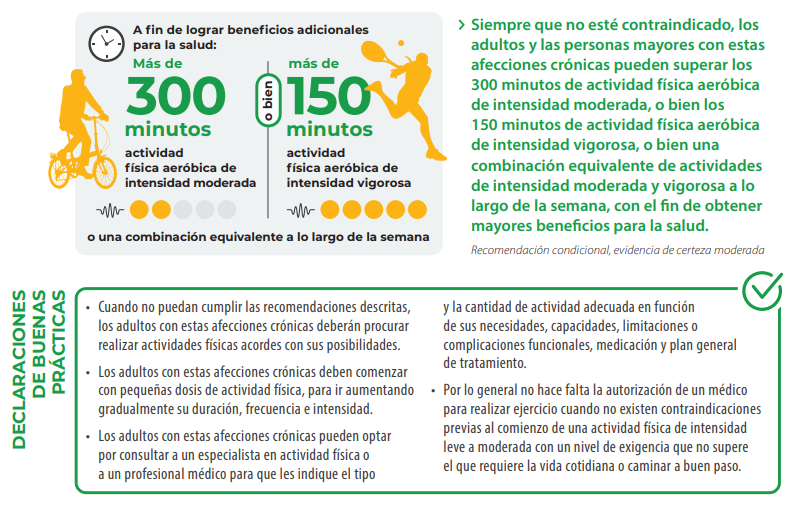 A fin de lograr beneficios adicionales
para la salud:
Más de
300
minutos
actividad
física aeróbica de
intensidad moderada
o bien
más de
150
minutos
actividad
física aeróbica de
intensidad vigorosa
o una combinación equivalente a lo largo de la semana
> Siempre que no esté contraindicado, los
adultos y las personas mayores con estas
afecciones crónicas pueden superar los
300 minutos de actividad física aeróbica
de intensidad moderada, o bien los
150 minutos de actividad física aeróbica
de intensidad vigorosa, o bien una
combinación equivalente de actividades
de intensidad moderada y vigorosa a lo
largo de la semana, con el fin de obtener
mayores beneficios para la salud.
Recomendación condicional, evidencia de certeza moderada
DECLARACIONES
DE BUENAS
PRÁCTICAS
• Cuando no puedan cumplir las recomendaciones descritas,
los adultos con estas afecciones crónicas deberán procurar
realizar actividades físicas acordes con sus posibilidades.
• Los adultos con estas afecciones crónicas deben comenzar
con pequeñas dosis de actividad física, para ir aumentando
gradualmente su duración, frecuencia e intensidad.
• Los adultos con estas afecciones crónicas pueden optar
por consultar a un especialista en actividad física o
a un profesional médico para que les indique el tipo
y la cantidad de actividad adecuada en función
de sus necesidades, capacidades, limitaciones o
complicaciones funcionales, medicación y plan general
de tratamiento.
• Por lo general no hace falta la autorización de un médico
para realizar ejercicio cuando no existen contraindicaciones
previas al comienzo de una actividad física de intensidad
leve a moderada con un nivel de exigencia que no supere
el que requiere la vida cotidiana o caminar a buen paso.